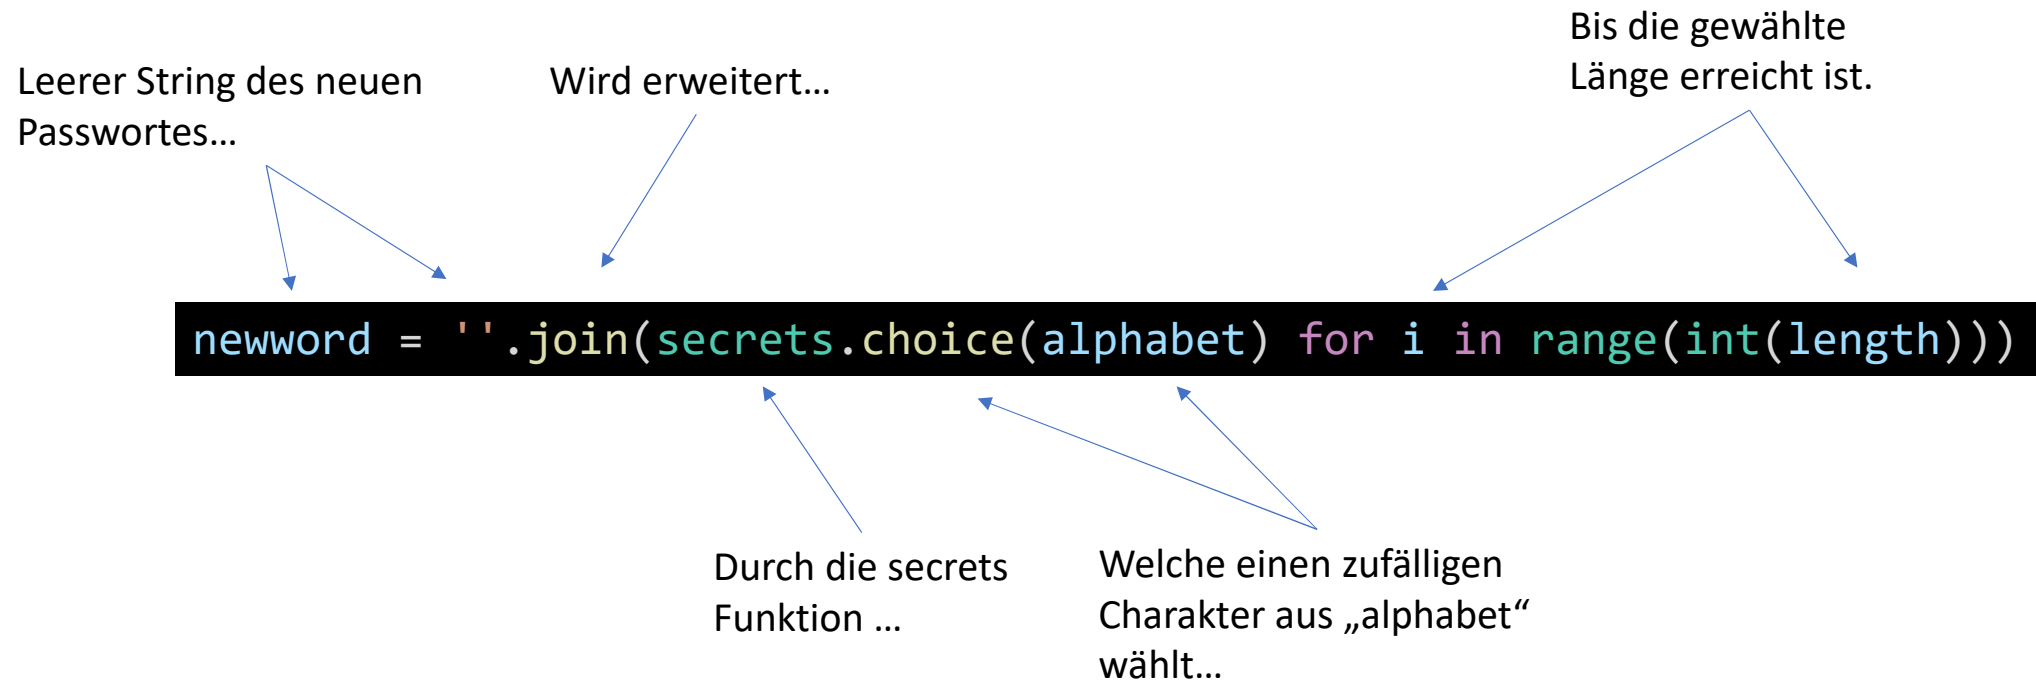 Leerer String des neuen
Passwortes...
Wird erweitert...
Bis die gewählte
Länge erreicht ist.
newword = ''.join(secrets.choice(alphabet) for i in range(int(length)))
Durch die secrets
Funktion ...
Welche einen zufälligen
Charakter aus „alphabet“
wählt...